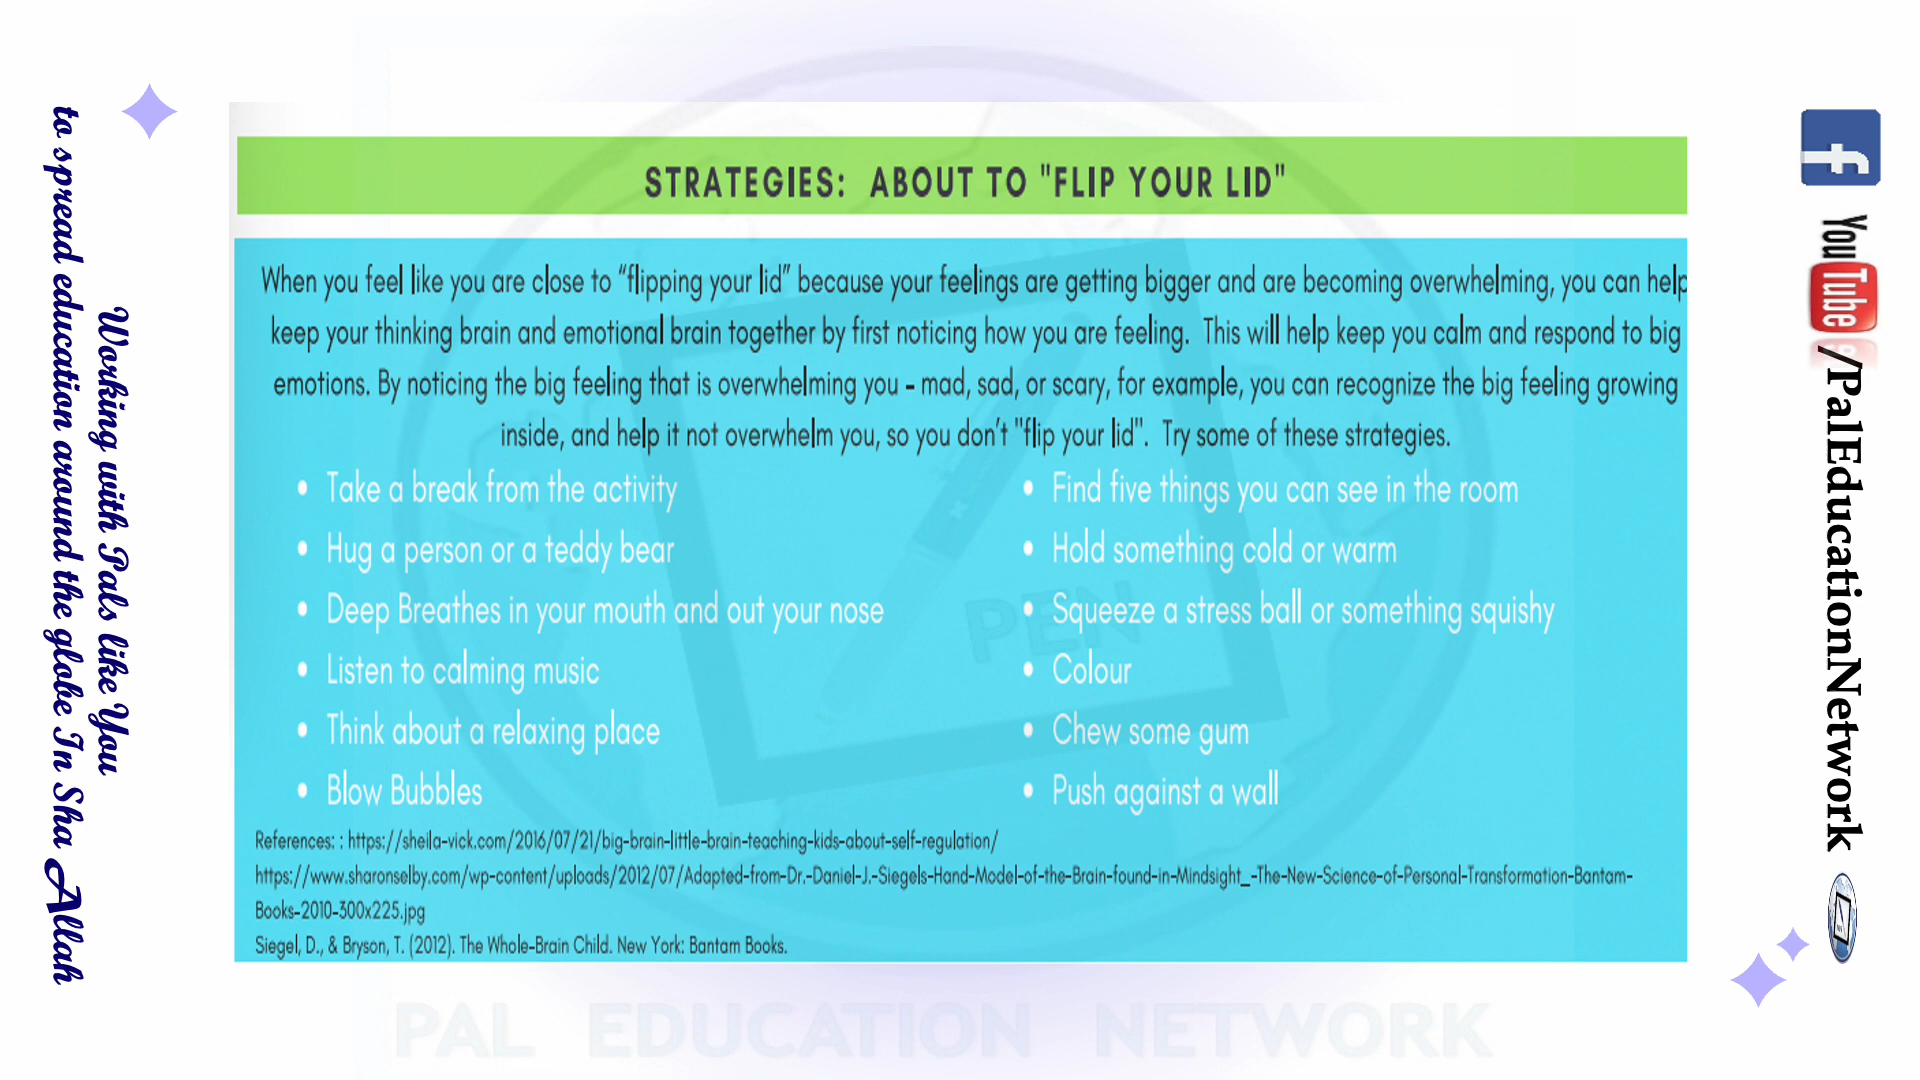 STRATEGIES: ABOUT TO "FLIP YOUR LID"
When you feel like you are close to “flipping your lid” because your feelings are getting bigger and are becoming overwhelming, you can help
keep your thinking brain and emotional brain together by first noticing how you are feeling. This will help keep you calm and respond to big
emotions. By noticing the big feeling that is overwhelming you - mad, sad, or scary, for example, you can recognize the big feeling growing
inside, and help it not overwhelm you, so you don’t "flip your lid". Try some of these strategies.
• Take a break from the activity
• Hug a person or a teddy bear
• Deep Breathes in your mouth and out your nose
• Listen to calming music
• Think about a relaxing place
• Blow Bubbles
• Find five things you can see in the room
• Hold something cold or warm
• Squeeze a stress ball or something squishy
• Colour
• Chew some gum
• Push against a wall
References: : https://sheila-vick.com/2016/07/21/big-brain-little-brain-teaching-kids-about-self-regulation/
https://www.sharonselby.com/wp-content/uploads/2012/07/Adapted-from-Dr.-Daniel-J.-Siegels-Hand-Model-of-the-Brain-found-in-Mindsight_-The-New-Science-of-Personal-Transformation-Bantam-
Books-2010-300x225.jpg
Siegel, D., & Bryson, T. (2012). The Whole-Brain Child. New York: Bantam Books.
Working with Pals like You
to spread education around the globe In Sha Allah
f
YouTube
/PalEducationNetwork
PEN
PAL EDUCATION NETWORK